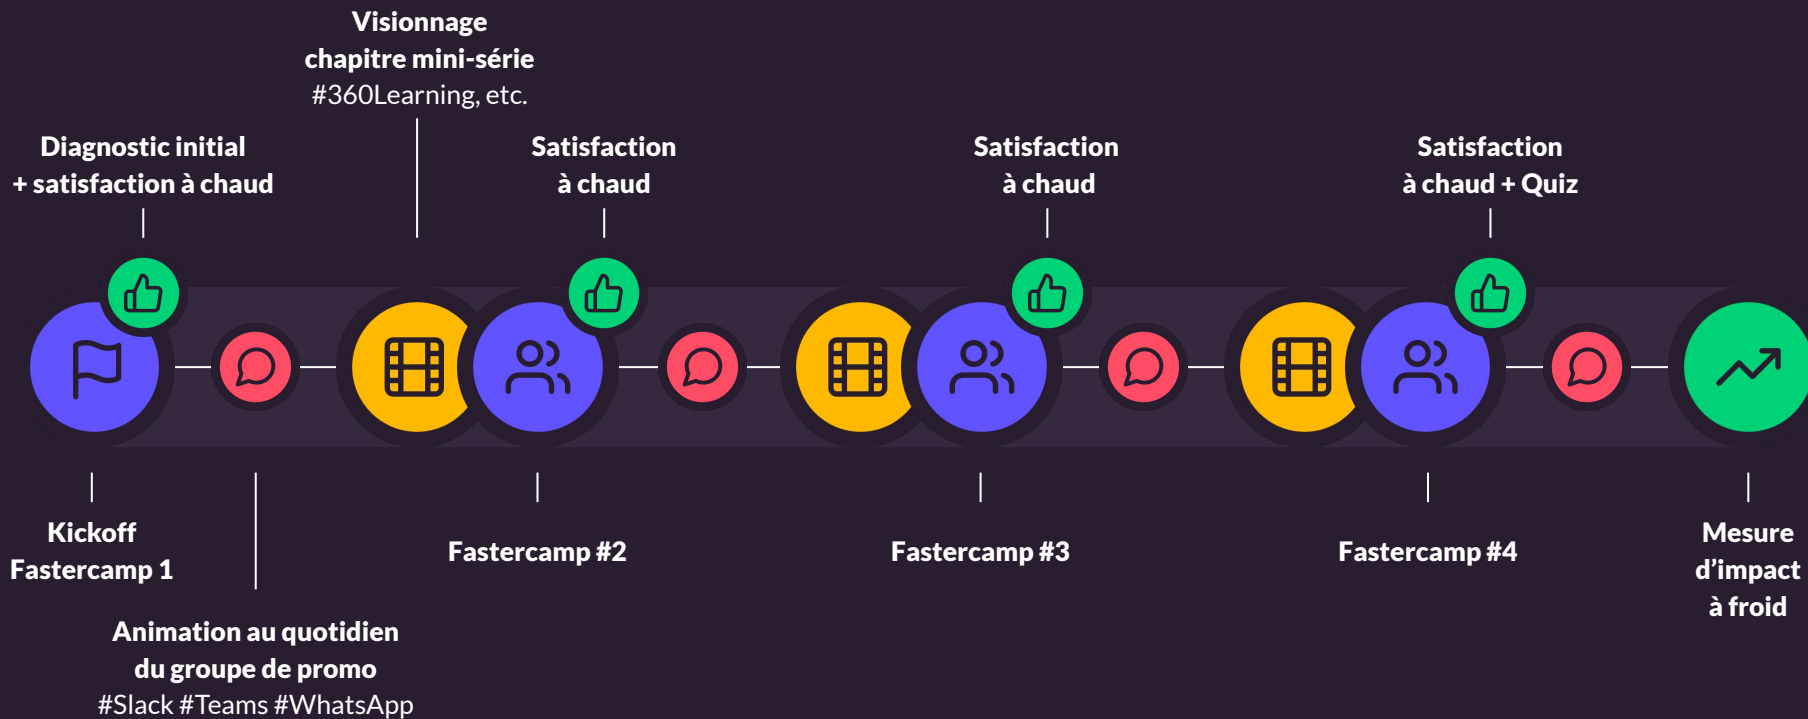 Visionnage
chapitre mini-série
#360Learning, etc.
Diagnostic initial
+ satisfaction à chaud
Satisfaction
à chaud
Satisfaction
à chaud
Satisfaction
à chaud + Quiz
Kickoff
Fastercamp 1
Fastercamp #2
Fastercamp #3
Fastercamp #4
Mesure
d’impact
à froid
Animation au quotidien
du groupe de promo
#Slack #Teams #WhatsApp